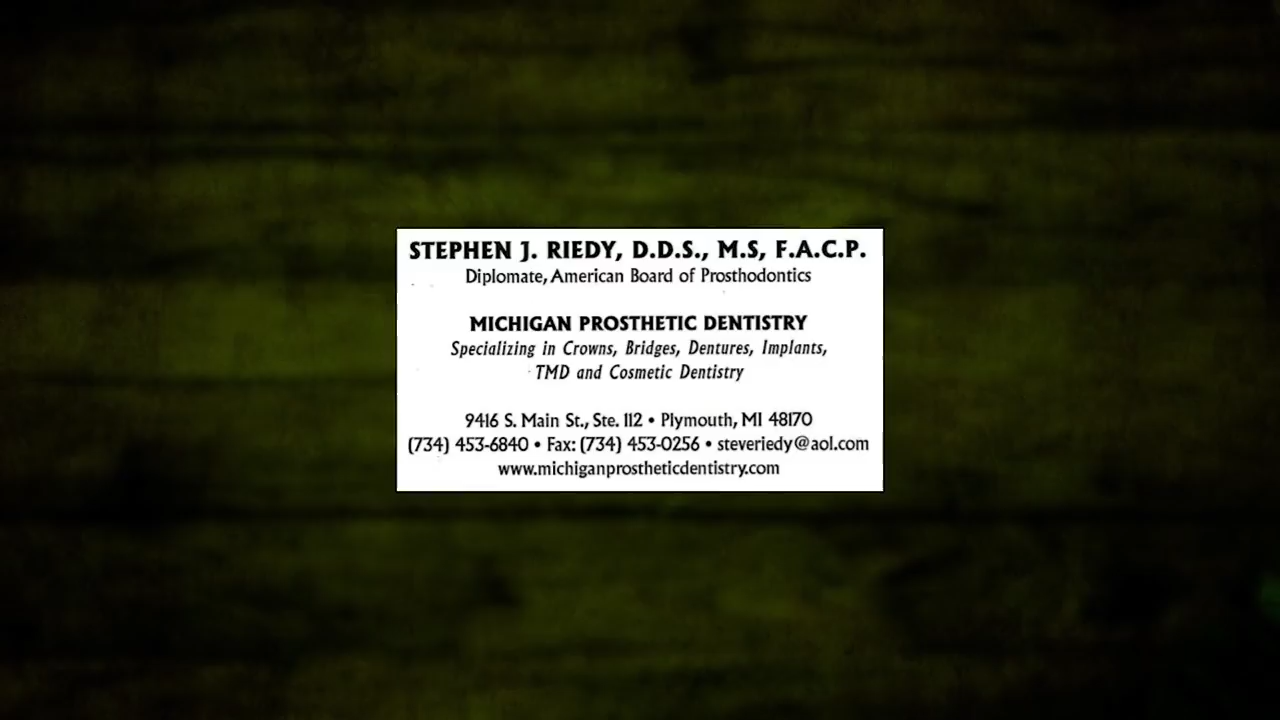 STEPHEN J. RIEDY, D.D.S., M.S, F.A.C.P.
Diplomate, American Board of Prosthodontics
MICHIGAN PROSTHETIC DENTISTRY
Specializing in Crowns, Bridges, Dentures, Implants,
TMD and Cosmetic Dentistry
9416 S. Main St., Ste. 112 • Plymouth, MI 48170
(734) 453-6840 • Fax: (734) 453-0256 • steveriedy@aol.com
www.michiganprostheticdentistry.com